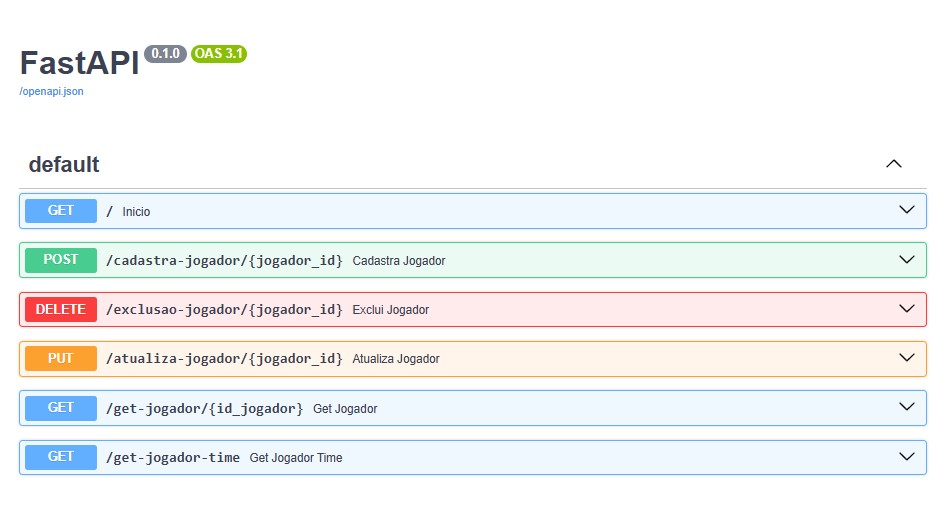 FastAPI 0.1.0 OAS 3.1
/openapi.json
default
GET / Inicio
POST /cadastra-jogador/{jogador_id} Cadastra Jogador
DELETE /exclusao-jogador/{jogador_id} Exclui Jogador
PUT /atualiza-jogador/{jogador_id} Atualiza Jogador
GET /get-jogador/{id_jogador} Get Jogador
GET /get-jogador-time Get Jogador Time